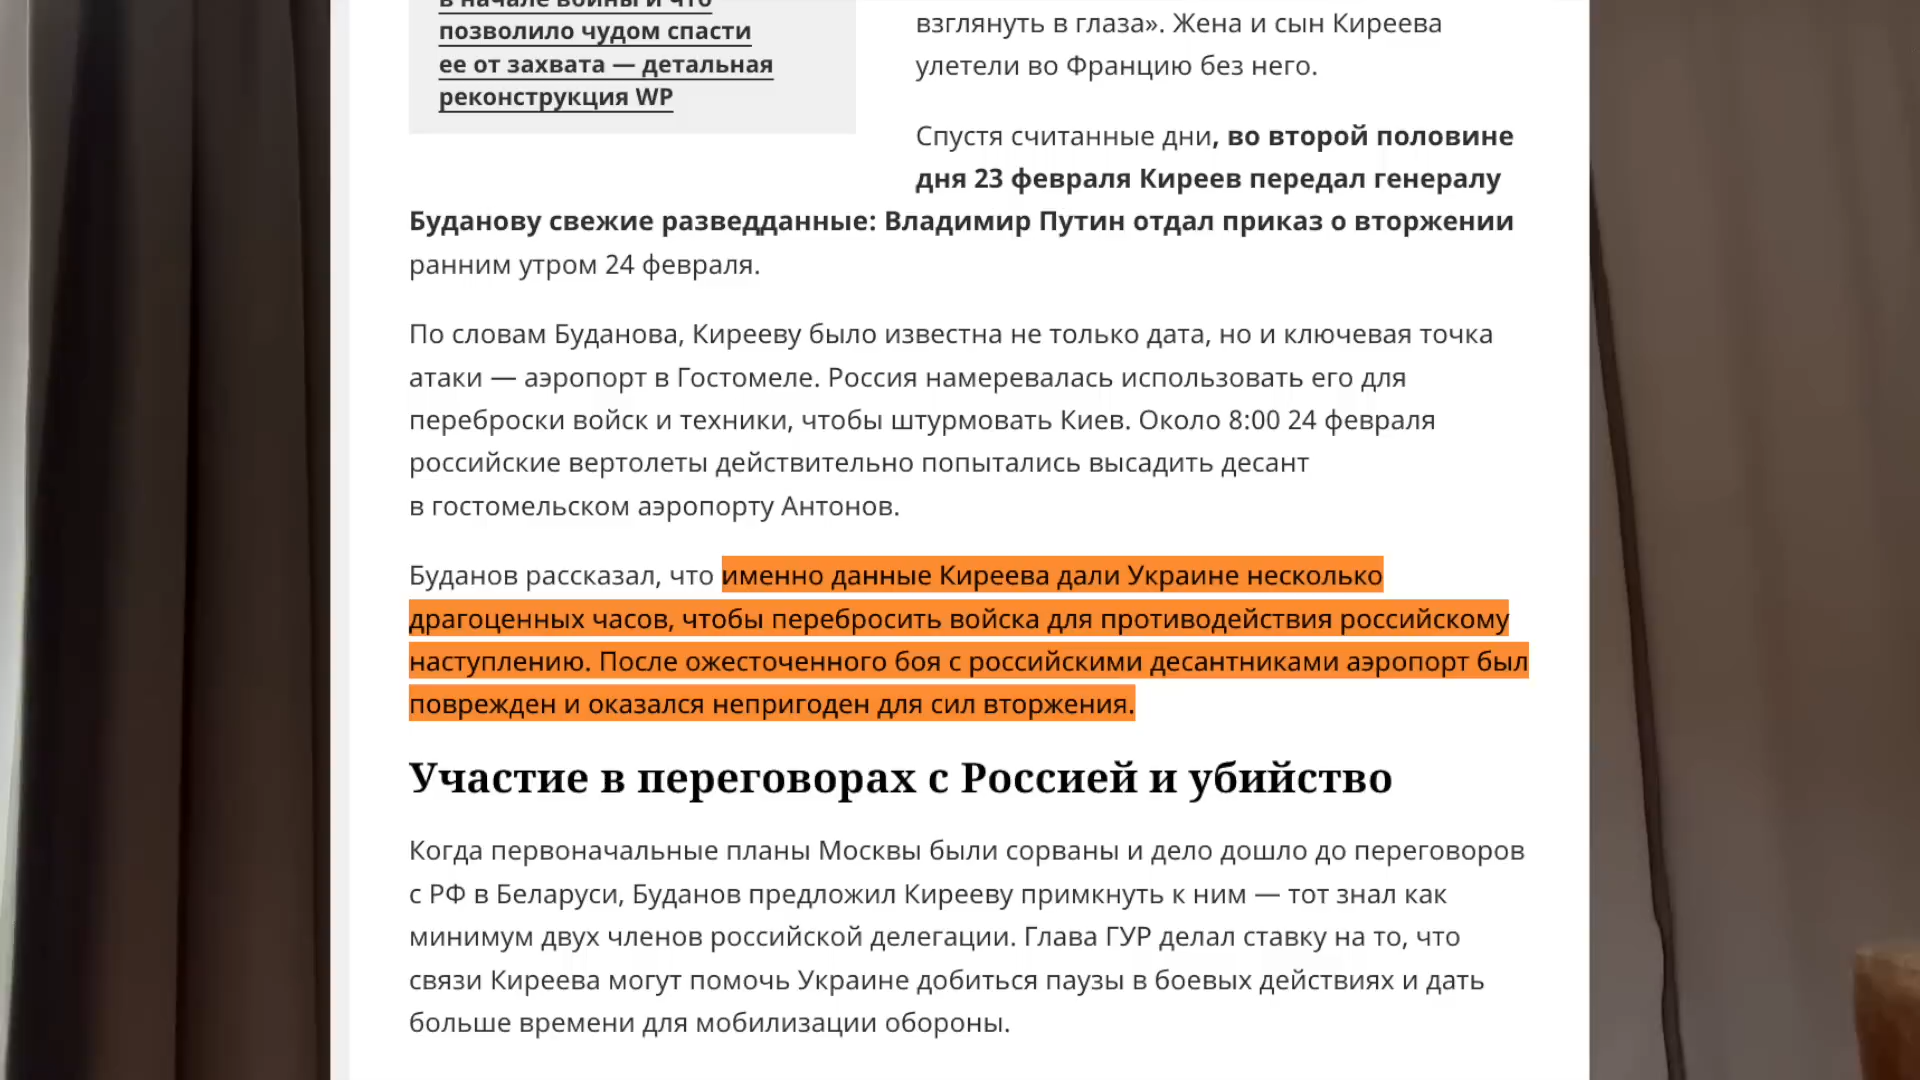 в начале войны и что
позволило чудом спасти
ее от захвата — детальная
реконструкция WP
взглянуть в глаза». Жена и сын Киреева
улетели во Францию без него.
Спустя считанные дни, во второй половине
дня 23 февраля Киреев передал генералу
Буданову свежие разведданные: Владимир Путин отдал приказ о вторжении
ранним утром 24 февраля.
По словам Буданова, Кирееву было известна не только дата, но и ключевая точка
атаки — аэропорт в Гостомеле. Россия намеревалась использовать его для
переброски войск и техники, чтобы штурмовать Киев. Около 8:00 24 февраля
российские вертолеты действительно попытались высадить десант
в гостомельском аэропорту Антонов.
Буданов рассказал, что именно данные Киреева дали Украине несколько
драгоценных часов, чтобы перебросить войска для противодействия российскому
наступлению. После ожесточенного боя с российскими десантниками аэропорт был
поврежден и оказался непригоден для сил вторжения.
Участие в переговорах с Россией и убийство
Когда первоначальные планы Москвы были сорваны и дело дошло до переговоров
с РФ в Беларуси, Буданов предложил Кирееву примкнуть к ним — тот знал как
минимум двух членов российской делегации. Глава ГУР делал ставку на то, что
связи Киреева могут помочь Украине добиться паузы в боевых действиях и дать
больше времени для мобилизации обороны.